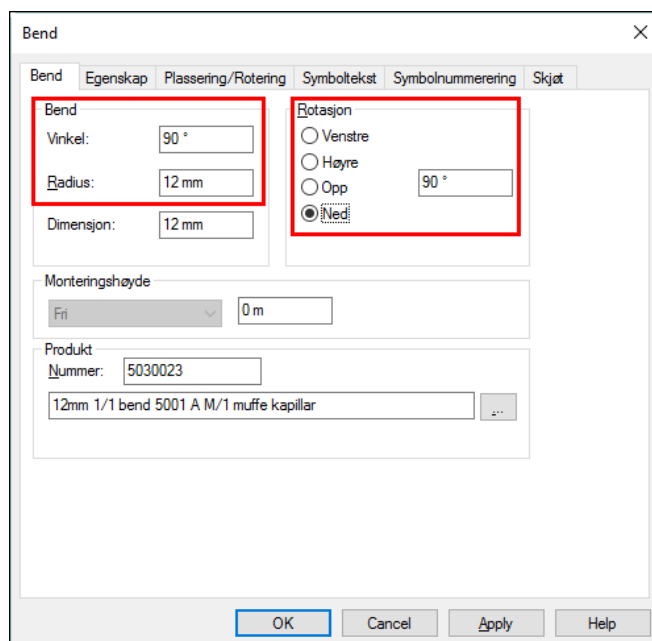 Bend
Bend Egenskap Plassering/Rotering Symboltekst Symbolnummerering Skjøt
Bend
Vinkel: 90 °
Radius: 12 mm
Dimensjon: 12 mm
Rotasjon
Venstre
Høyre
Opp
Ned
90 °
Monteringshøyde
Fri 0 m
Produkt
Nummer: 5030023
12mm 1/1 bend 5001 A M/1 muffe kapillar
...
OK Cancel Apply Help